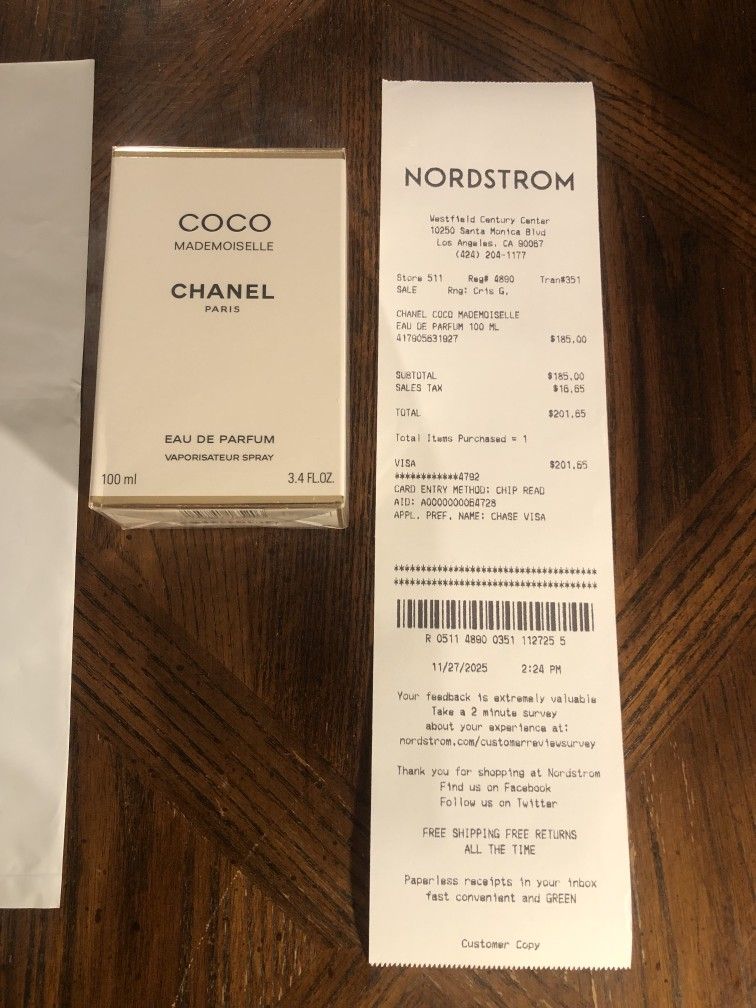 COCO
MADEMOISELLE
CHANEL
PARIS
EAU DE PARFUM
VAPORISATEUR SPRAY
100 ml 3.4 FL.OZ.
NORDSTROM
Westfield Century Center
10250 Santa Monica Blvd
Los Angeles, CA 90067
(424) 204-1177
Store 511 Reg# 4890 Tran#351
SALE Rng: Cris G.
CHANEL COCO MADEMOISELLE
EAU DE PARFUM 100 ML
417905631927 $185.00
SUBTOTAL $185.00
SALES TAX $16.65
TOTAL $201.65
Total Items Purchased = 1
VISA $201.65
************4792
CARD ENTRY METHOD: CHIP READ
AID: A0000000064728
APPL. PREF. NAME: CHASE VISA
************************************
************************************
R 0511 4890 0351 112725 5
11/27/2025 2:24 PM
Your feedback is extremely valuable
Take a 2 minute survey
about your experience at:
nordstrom.com/customerreviewsurvey
Thank you for shopping at Nordstrom
Find us on Facebook
Follow us on Twitter
FREE SHIPPING FREE RETURNS
ALL THE TIME
Paperless receipts in your inbox
fast convenient and GREEN
Customer Copy